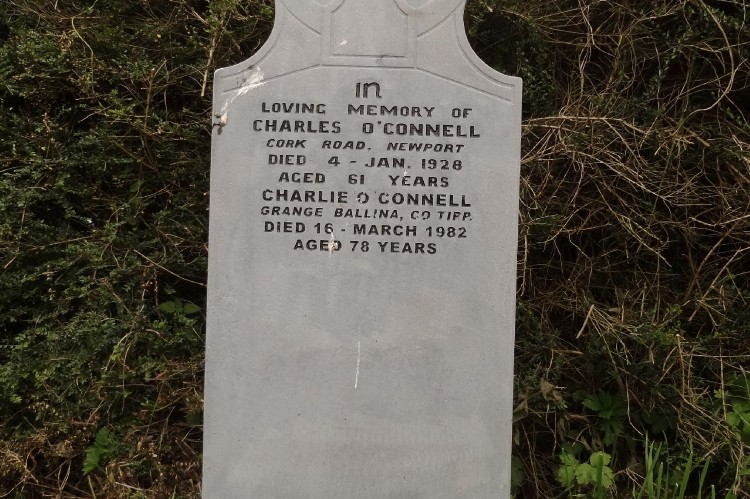 In
LOVING MEMORY OF
CHARLES O'CONNELL
CORK ROAD. NEWPORT
DIED 4 - JAN. 1928
AGED 61 YEARS
CHARLIE O'CONNELL
GRANGE BALLINA, CO TIPP.
DIED 16 - MARCH 1982
AGED 78 YEARS